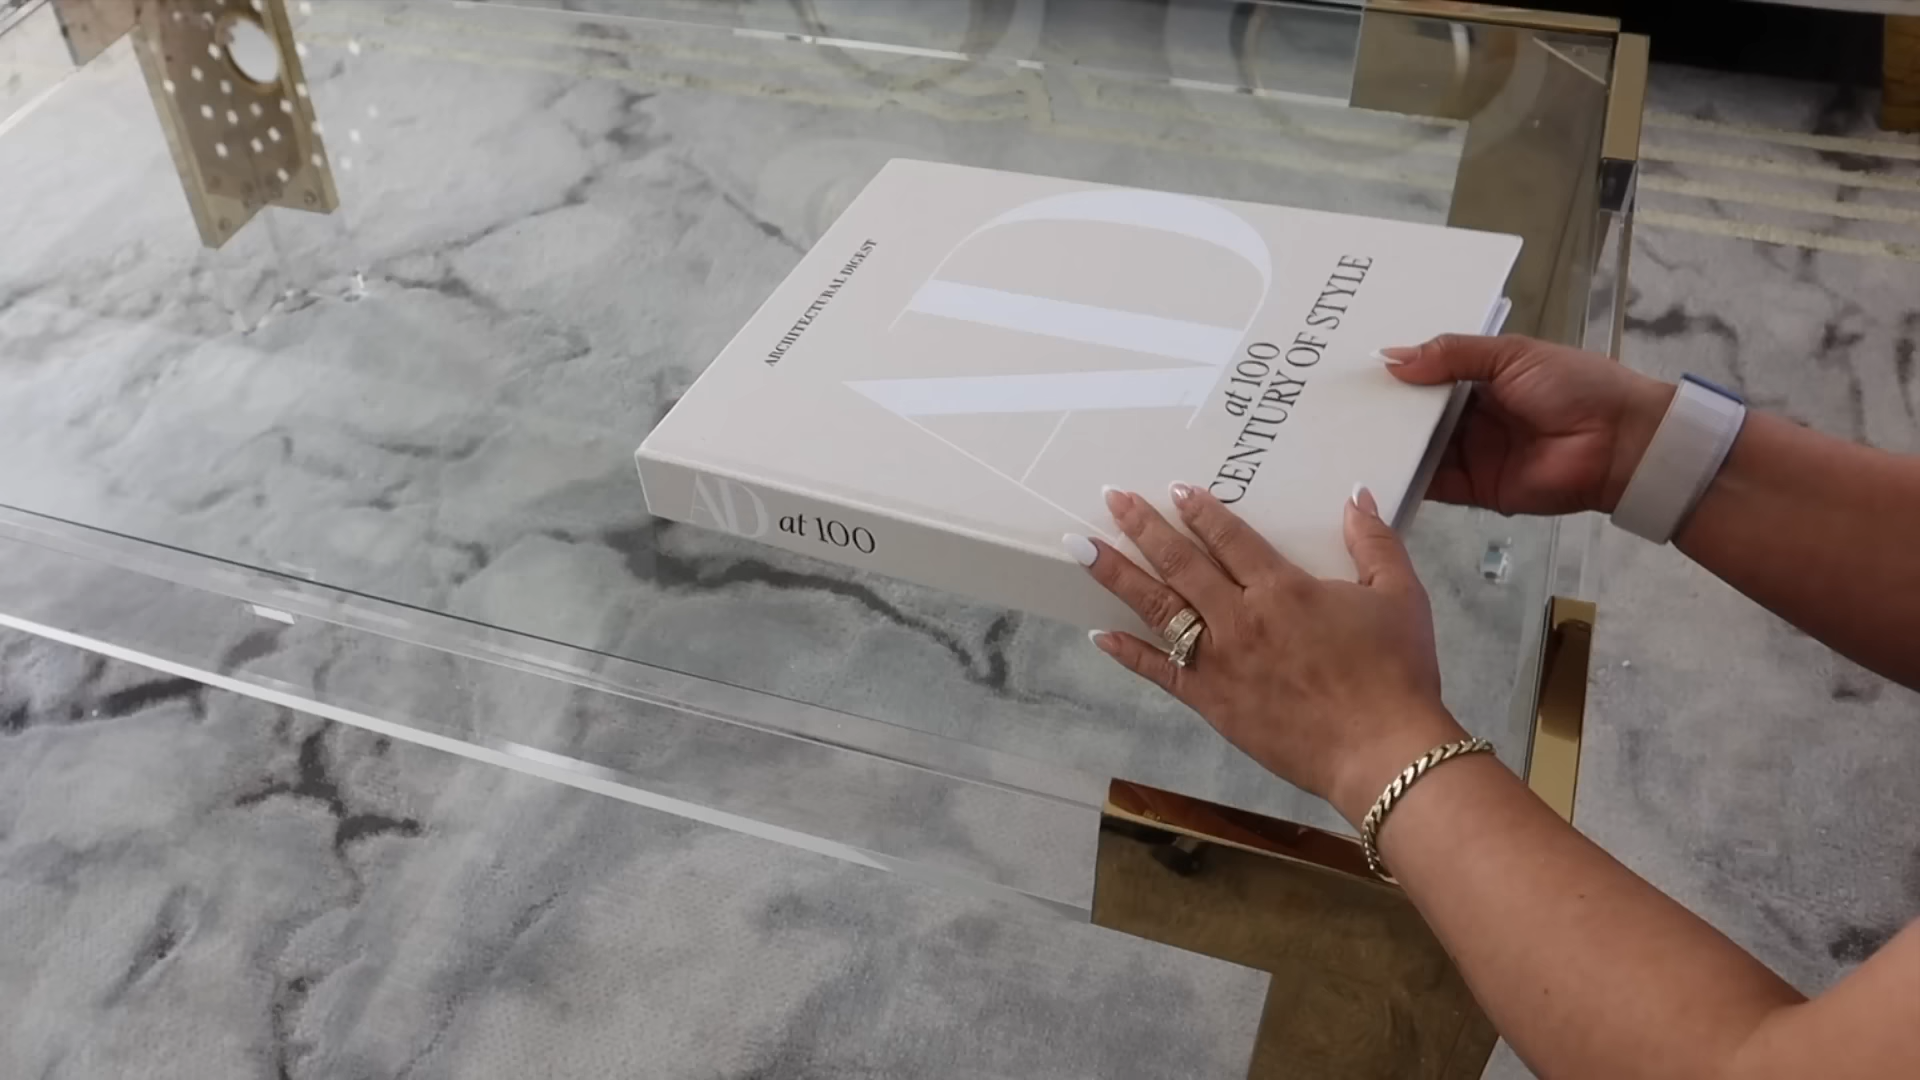 ARCHITECTURAL DIGEST
AD
at 100
CENTURY OF STYLE
AD at 100